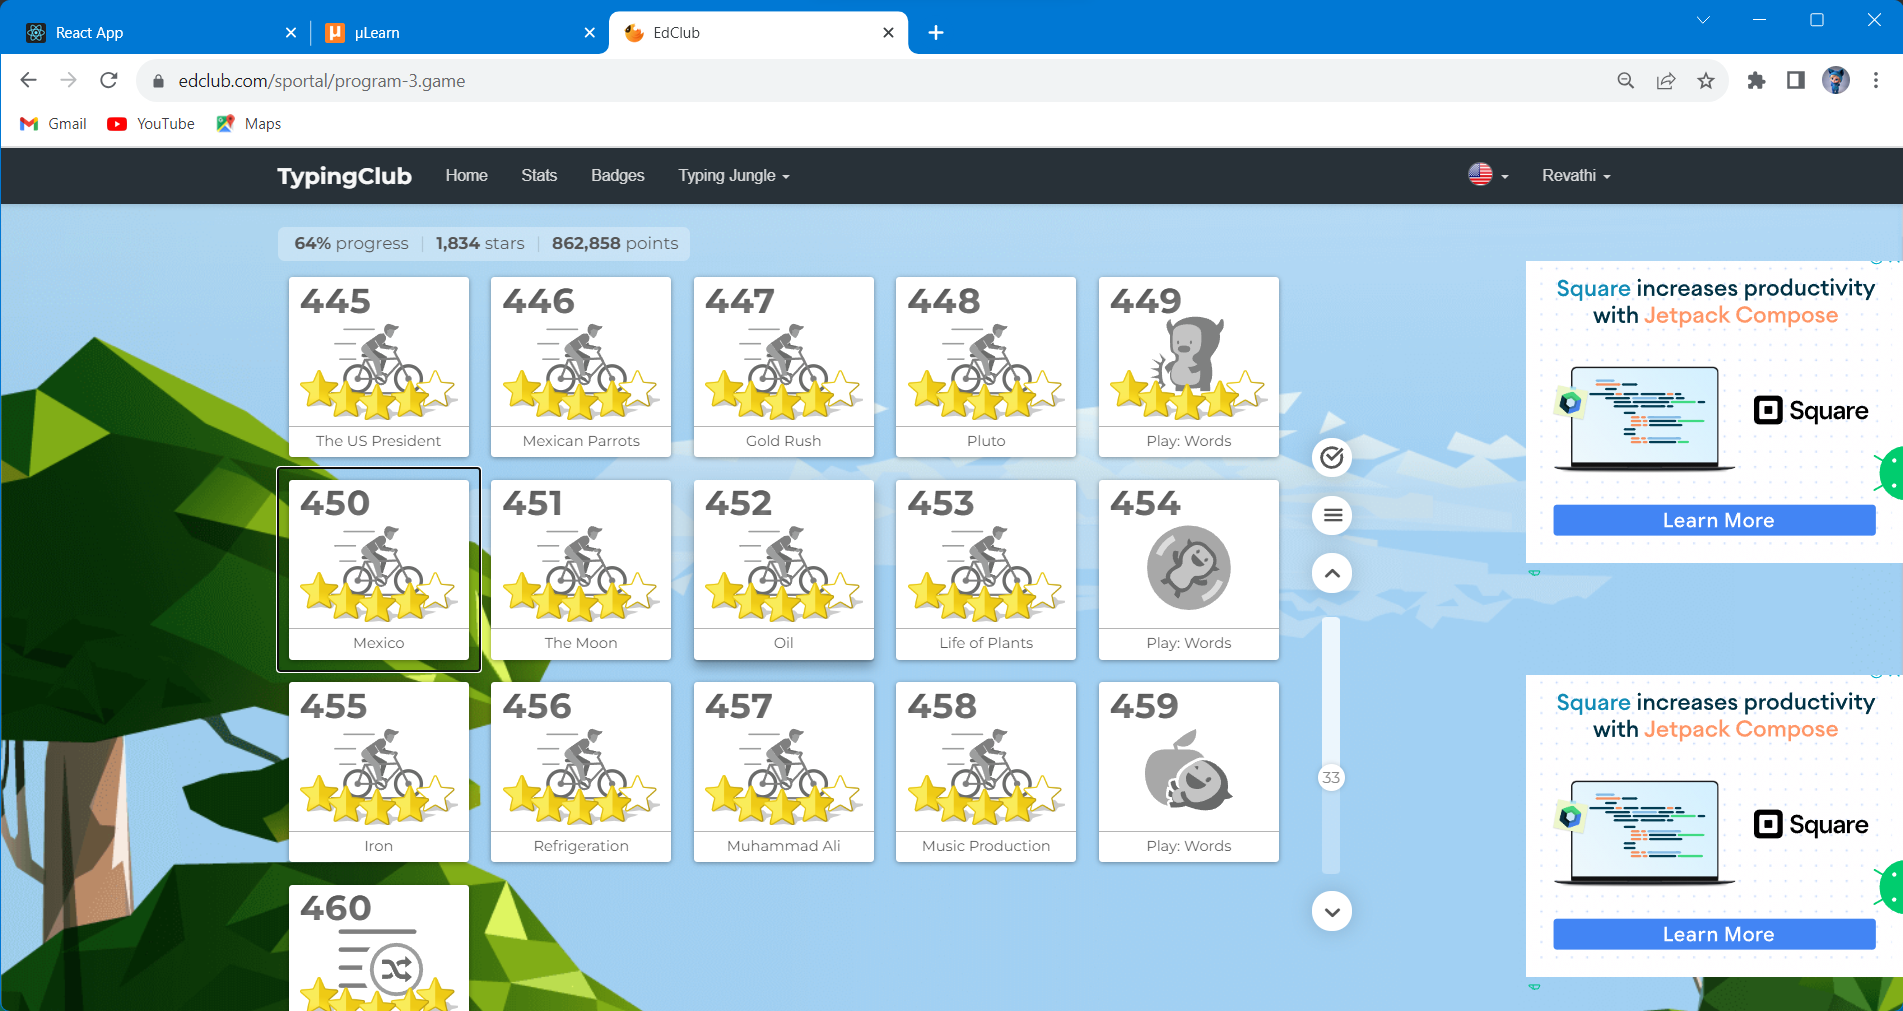 React App
µLearn
EdClub
edclub.com/sportal/program-3.game
Gmail
YouTube
Maps
TypingClub
Home
Stats
Badges
Typing Jungle
Revathi
64% progress
1,834 stars
862,858 points
445
The US President
446
Mexican Parrots
447
Gold Rush
448
Pluto
449
Play: Words
450
Mexico
451
The Moon
452
Oil
453
Life of Plants
454
Play: Words
455
Iron
456
Refrigeration
457
Muhammad Ali
458
Music Production
459
Play: Words
460
33
Square increases productivity
with Jetpack Compose
Square
Learn More
Square increases productivity
with Jetpack Compose
Square
Learn More